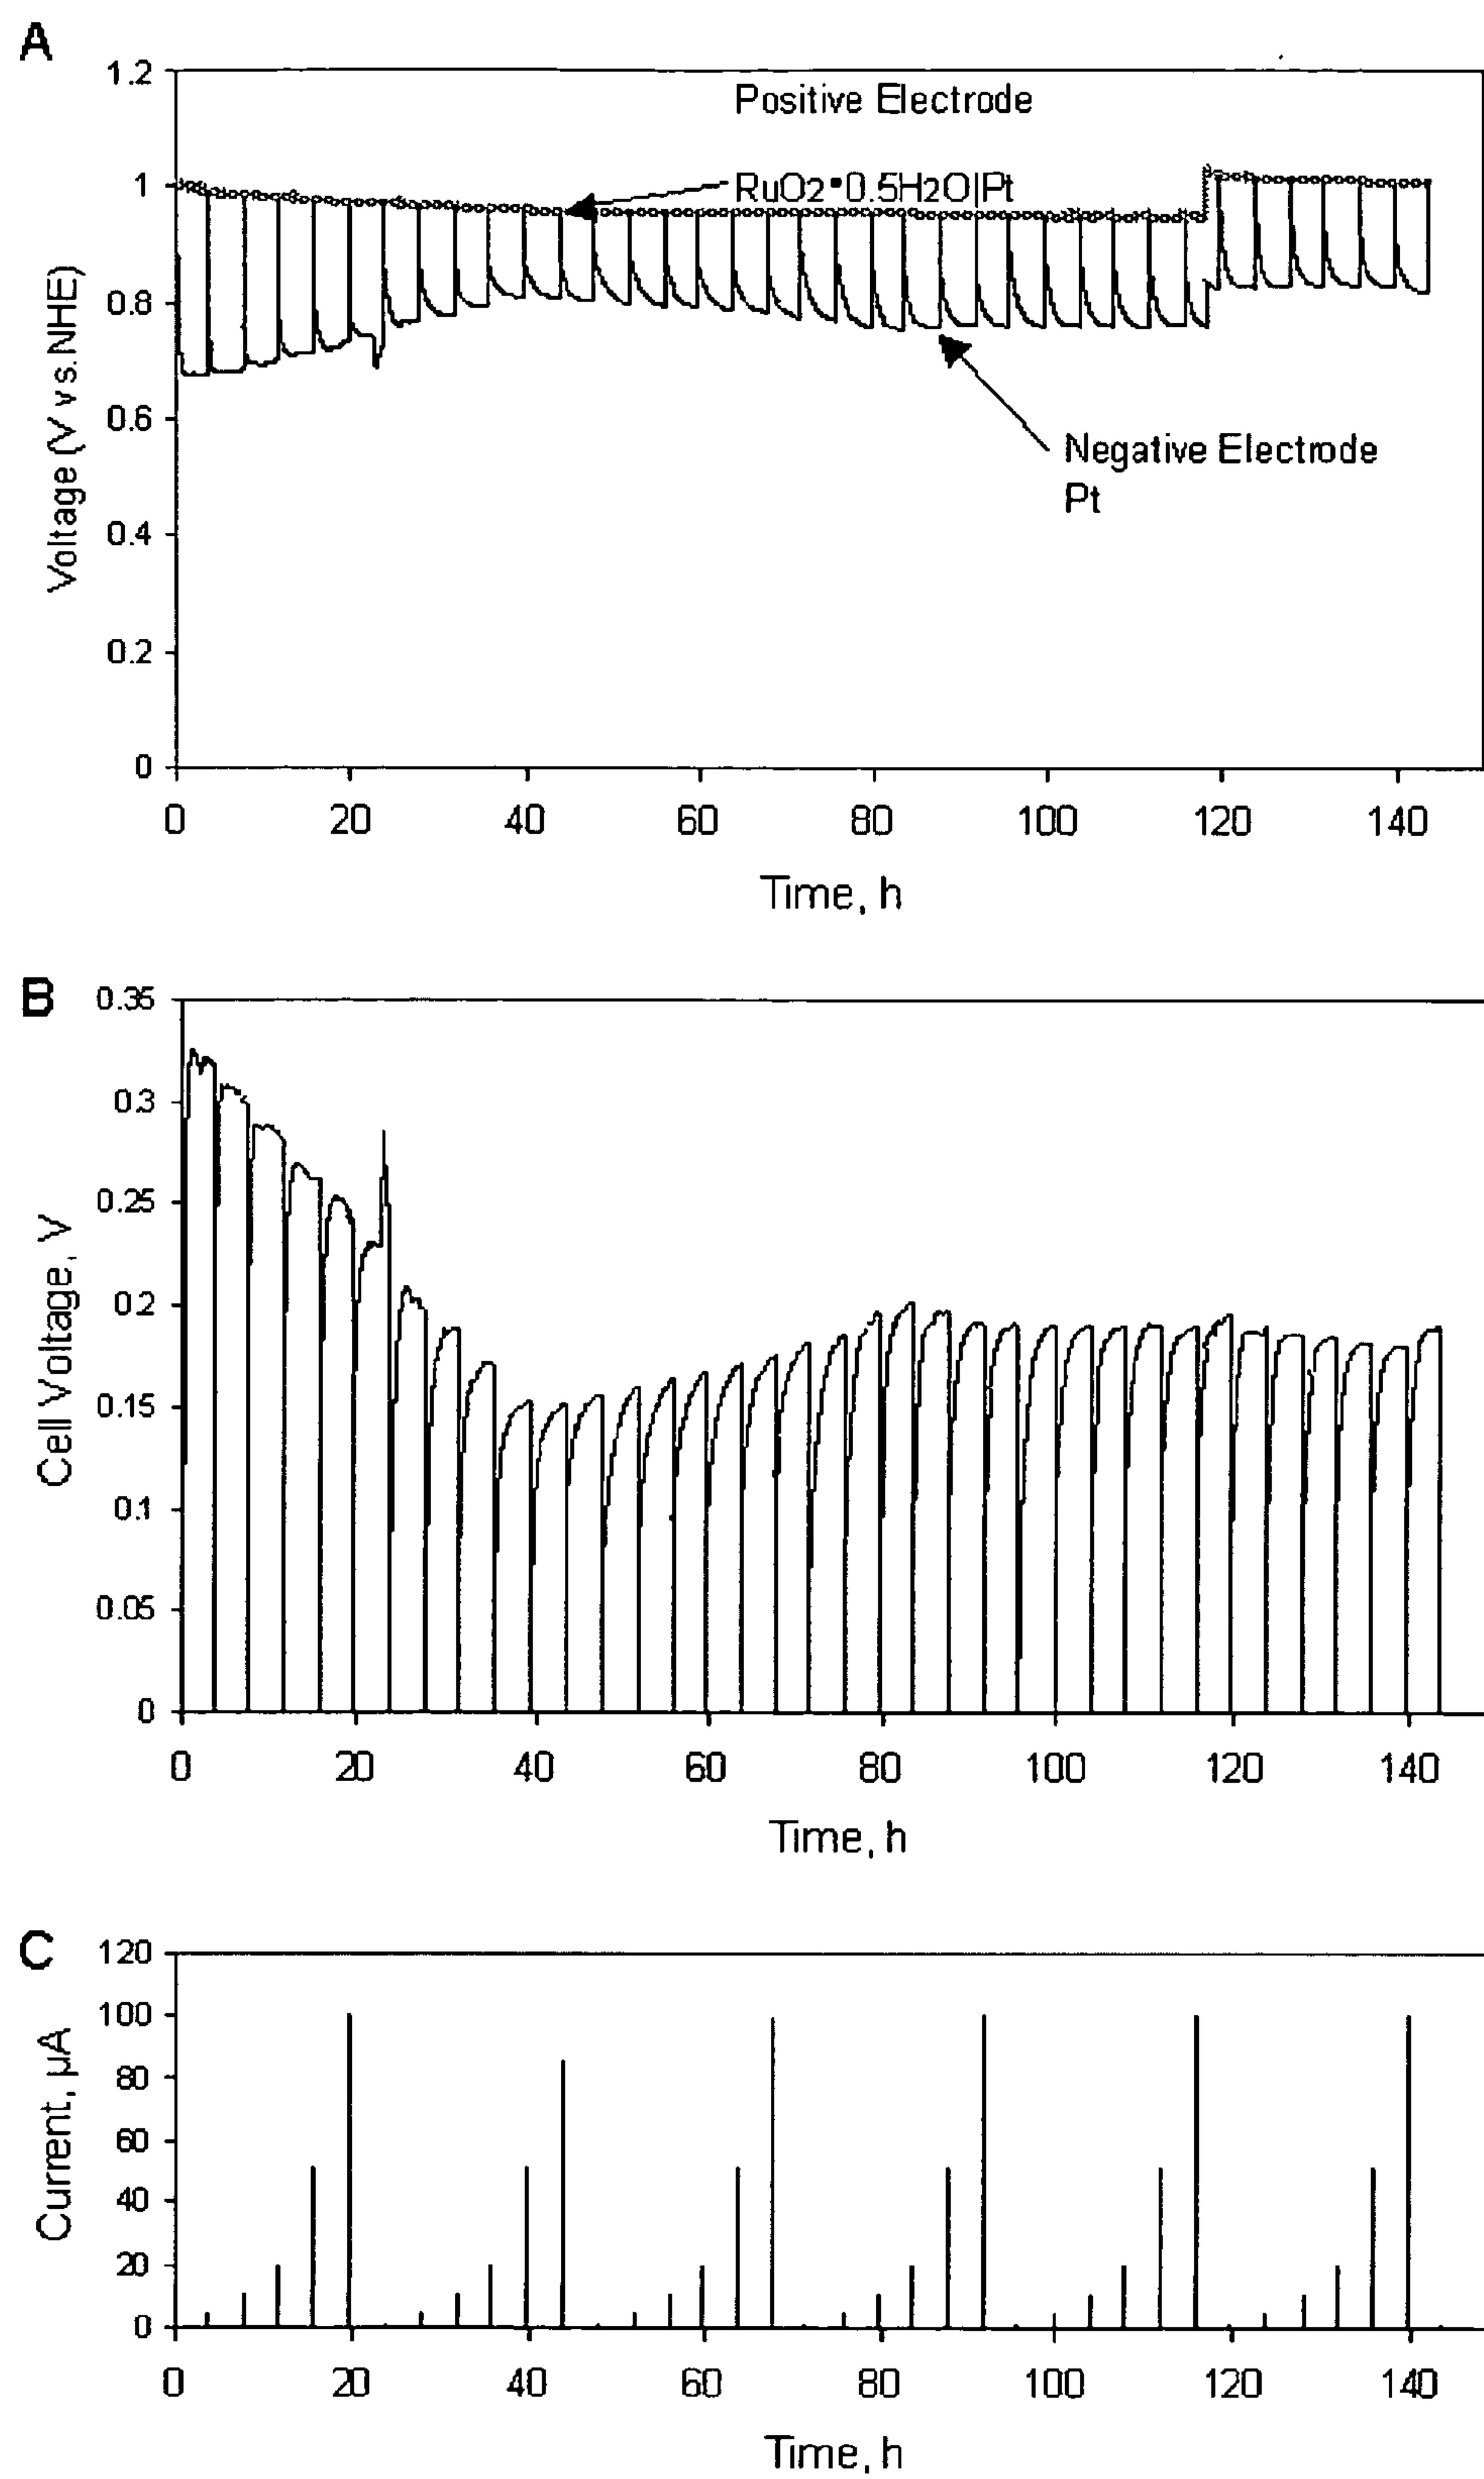 A
1.2
1
0.8
0.6
0.4
0.2
0
Voltage (V vs.NHE)
Positive Electrode
RuO2•0.5H2O|Pt
Negative Electrode
Pt
0 20 40 60 80 100 120 140
Time, h
B
0.35
0.3
0.25
0.2
0.15
0.1
0.05
0
Cell Voltage, V
0 20 40 60 80 100 120 140
Time, h
C
120
100
80
60
40
20
0
Current, µA
0 20 40 60 80 100 120 140
Time, h